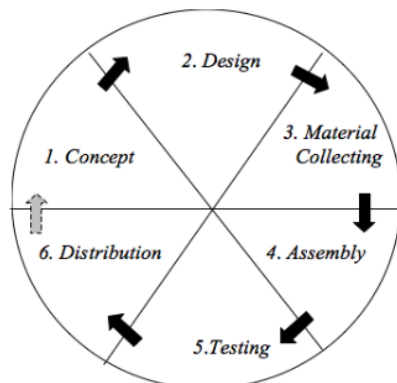 1. Concept
2. Design
3. Material
Collecting
4. Assembly
5.Testing
6. Distribution